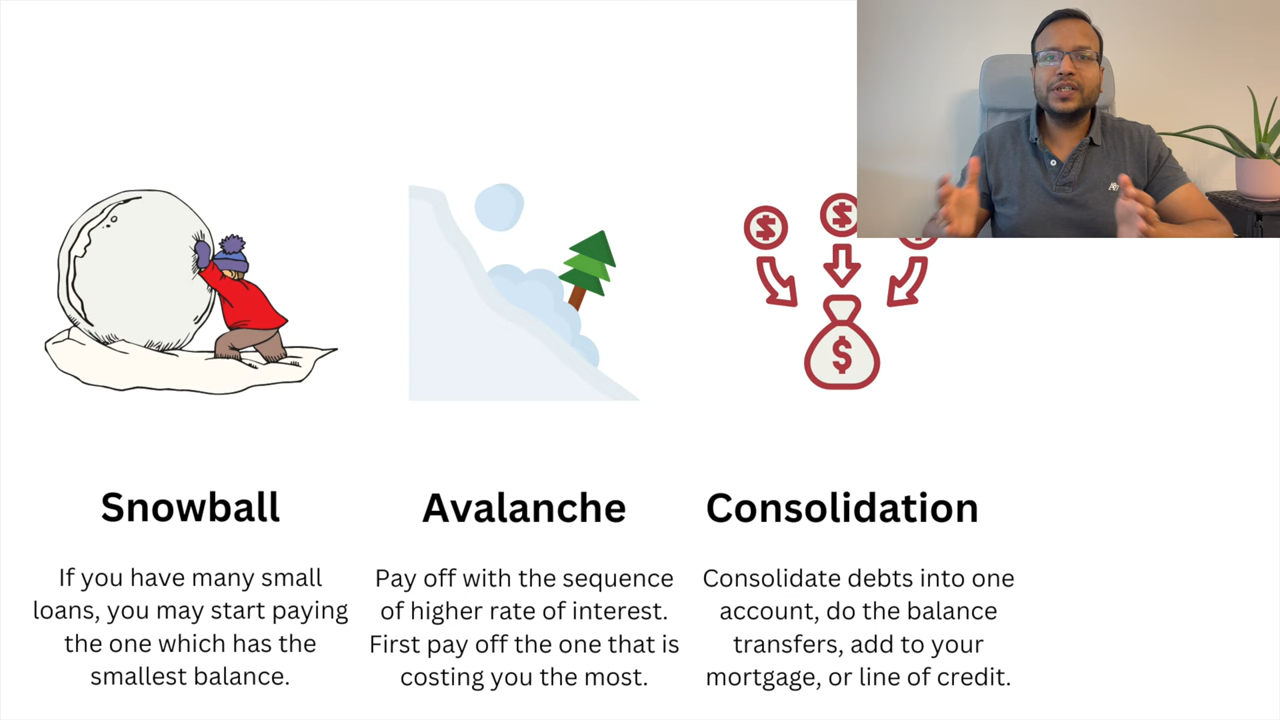 $
$
$
Snowball
Avalanche
Consolidation
If you have many small
loans, you may start paying
the one which has the
smallest balance.
Pay off with the sequence
of higher rate of interest.
First pay off the one that is
costing you the most.
Consolidate debts into one
account, do the balance
transfers, add to your
mortgage, or line of credit.